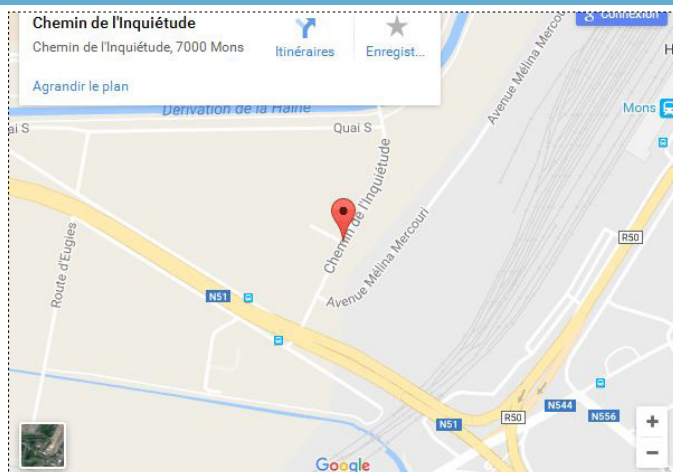 Chemin de l'Inquiétude
Chemin de l'Inquiétude, 7000 Mons
Itinéraires
Enregist...
Agrandir le plan
Connexion
H
Dérivation de la Haine
Avenue Mélina Mercouri
Mons
ai S
Quai S
Chemin de l'Inquiétude
R50
Route d'Eugies
Avenue Mélina Mercouri
N51
N544
N556
N51
R50
Google
+
−